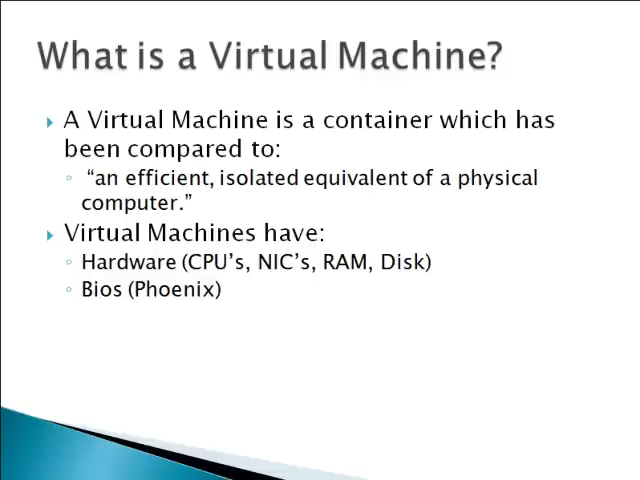 What is a Virtual Machine?
A Virtual Machine is a container which has
been compared to:
“an efficient, isolated equivalent of a physical
computer.”
Virtual Machines have:
Hardware (CPU’s, NIC’s, RAM, Disk)
Bios (Phoenix)